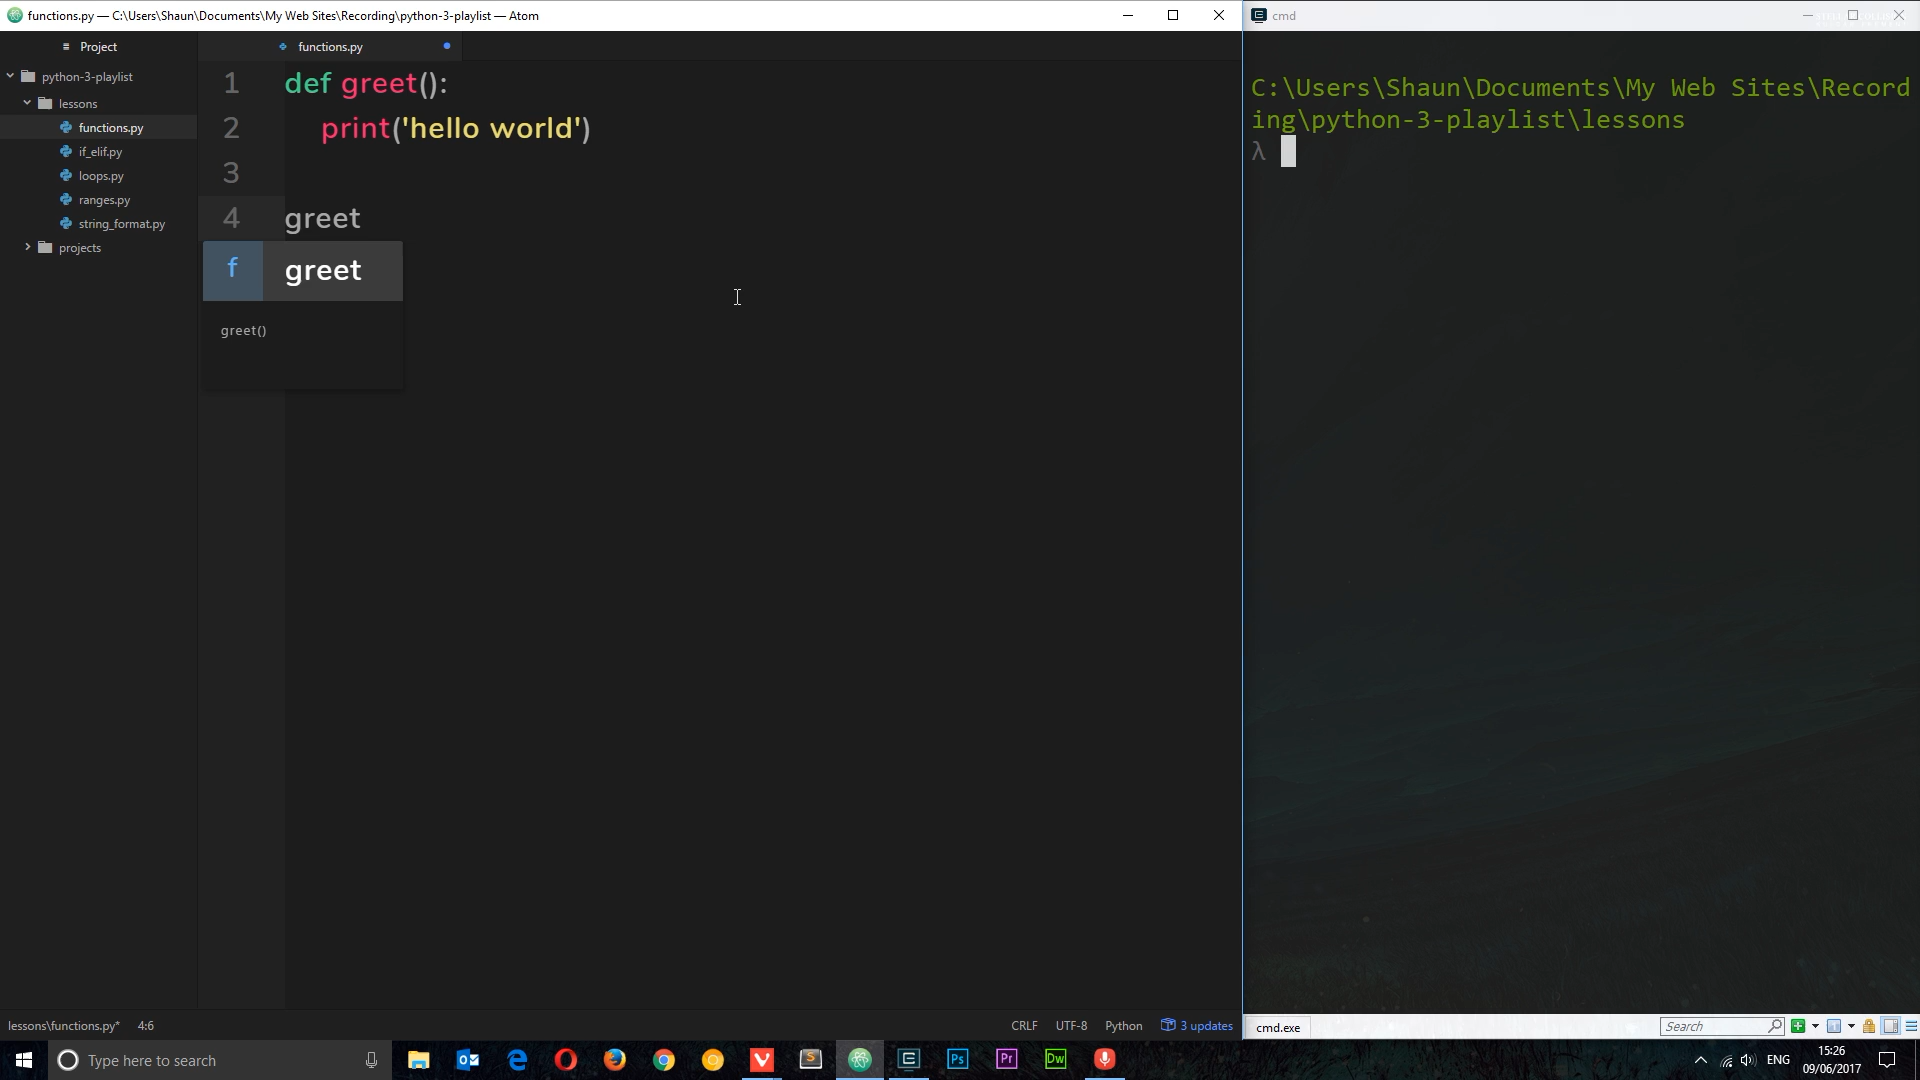 functions.py — C:\Users\Shaun\Documents\My Web Sites\Recording\python-3-playlist — Atom
Project
functions.py
python-3-playlist
lessons
functions.py
if_elif.py
loops.py
ranges.py
string_format.py
projects
1 def greet():
2 print('hello world')
3
4 greet
f greet
greet()
lessons\functions.py* 4:6
CRLF UTF-8 Python 3 updates
cmd
C:\Users\Shaun\Documents\My Web Sites\Record
ing\python-3-playlist\lessons
λ
cmd.exe
Search
Type here to search
Ps Pr Dw
ENG
15:26
09/06/2017